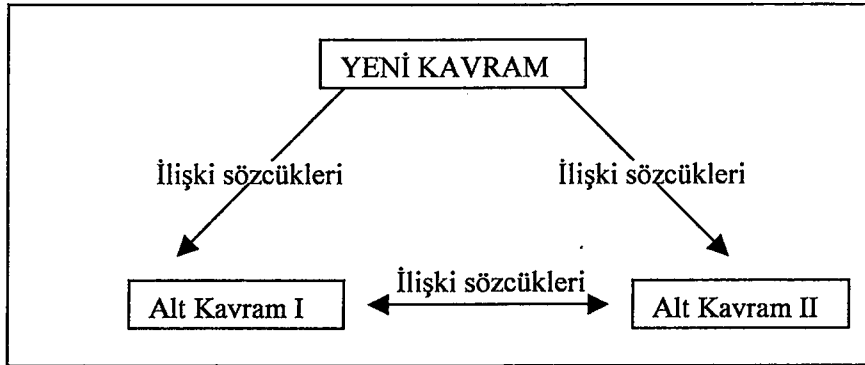 YENİ KAVRAM
İlişki sözcükleri
İlişki sözcükleri
İlişki sözcükleri
Alt Kavram I
Alt Kavram II